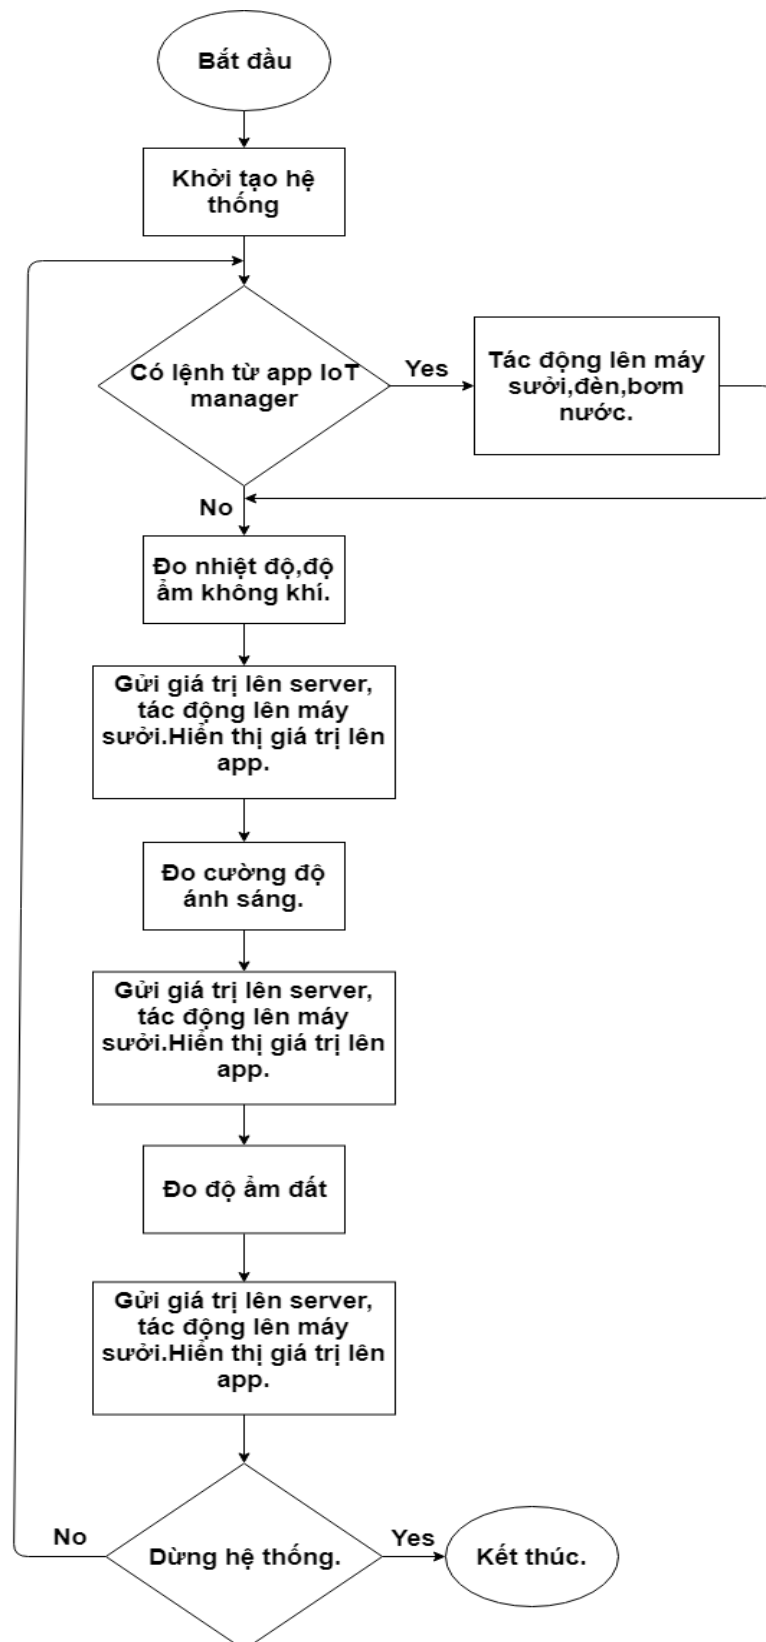 Bắt đầu
Khởi tạo hệ
thống
Có lệnh từ app IoT
manager
Yes
Tác động lên máy
sưởi,đèn,bơm
nước.
No
Đo nhiệt độ,độ
ẩm không khí.
Gửi giá trị lên server,
tác động lên máy
sưởi.Hiển thị giá trị lên
app.
Đo cường độ
ánh sáng.
Gửi giá trị lên server,
tác động lên máy
sưởi.Hiển thị giá trị lên
app.
Đo độ ẩm đất
Gửi giá trị lên server,
tác động lên máy
sưởi.Hiển thị giá trị lên
app.
No
Dừng hệ thống.
Yes
Kết thúc.